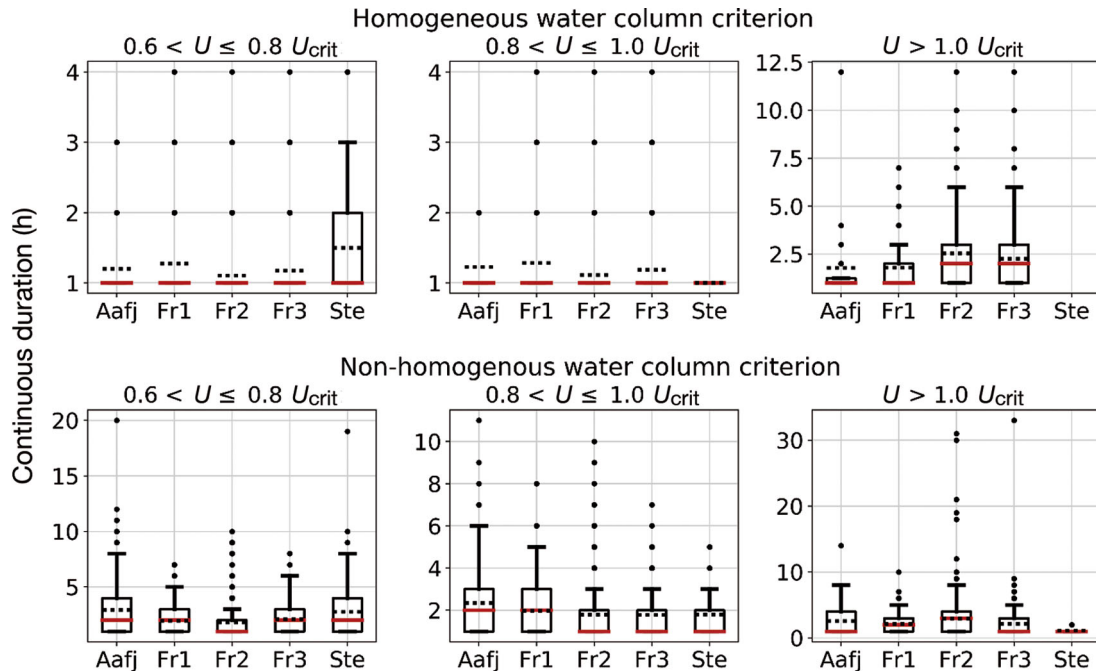 Homogeneous water column criterion
0.6 < U ≤ 0.8 Ucrit
0.8 < U ≤ 1.0 Ucrit
U > 1.0 Ucrit
4
3
2
1
4
3
2
1
12.5
10.0
7.5
5.0
2.5
Aafj Fr1 Fr2 Fr3 Ste
Aafj Fr1 Fr2 Fr3 Ste
Aafj Fr1 Fr2 Fr3 Ste
Continuous duration (h)
Non-homogenous water column criterion
0.6 < U ≤ 0.8 Ucrit
0.8 < U ≤ 1.0 Ucrit
U > 1.0 Ucrit
20
15
10
5
10
8
6
4
2
30
20
10
0
Aafj Fr1 Fr2 Fr3 Ste
Aafj Fr1 Fr2 Fr3 Ste
Aafj Fr1 Fr2 Fr3 Ste